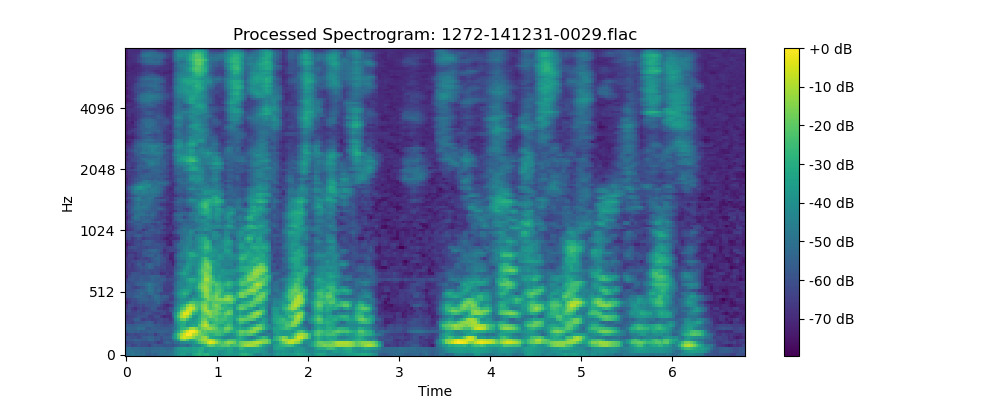 Processed Spectrogram: 1272-141231-0029.flac
Hz
4096
2048
1024
512
0
0 1 2 3 4 5 6
Time
+0 dB
-10 dB
-20 dB
-30 dB
-40 dB
-50 dB
-60 dB
-70 dB